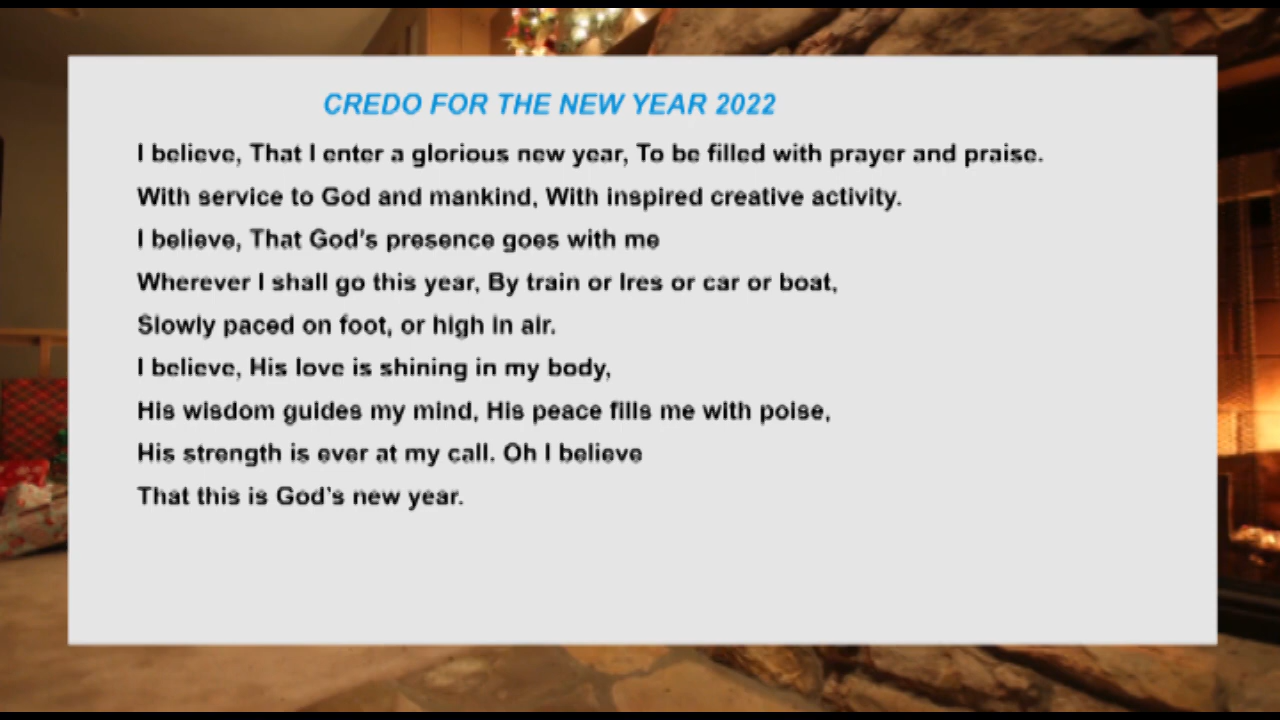 CREDO FOR THE NEW YEAR 2022
I believe, That I enter a glorious new year, To be filled with prayer and praise.
With service to God and mankind, With inspired creative activity.
I believe, That God's presence goes with me
Wherever I shall go this year, By train or Ires or car or boat,
Slowly paced on foot, or high in air.
I believe, His love is shining in my body,
His wisdom guides my mind, His peace fills me with poise,
His strength is ever at my call. Oh I believe
That this is God's new year.